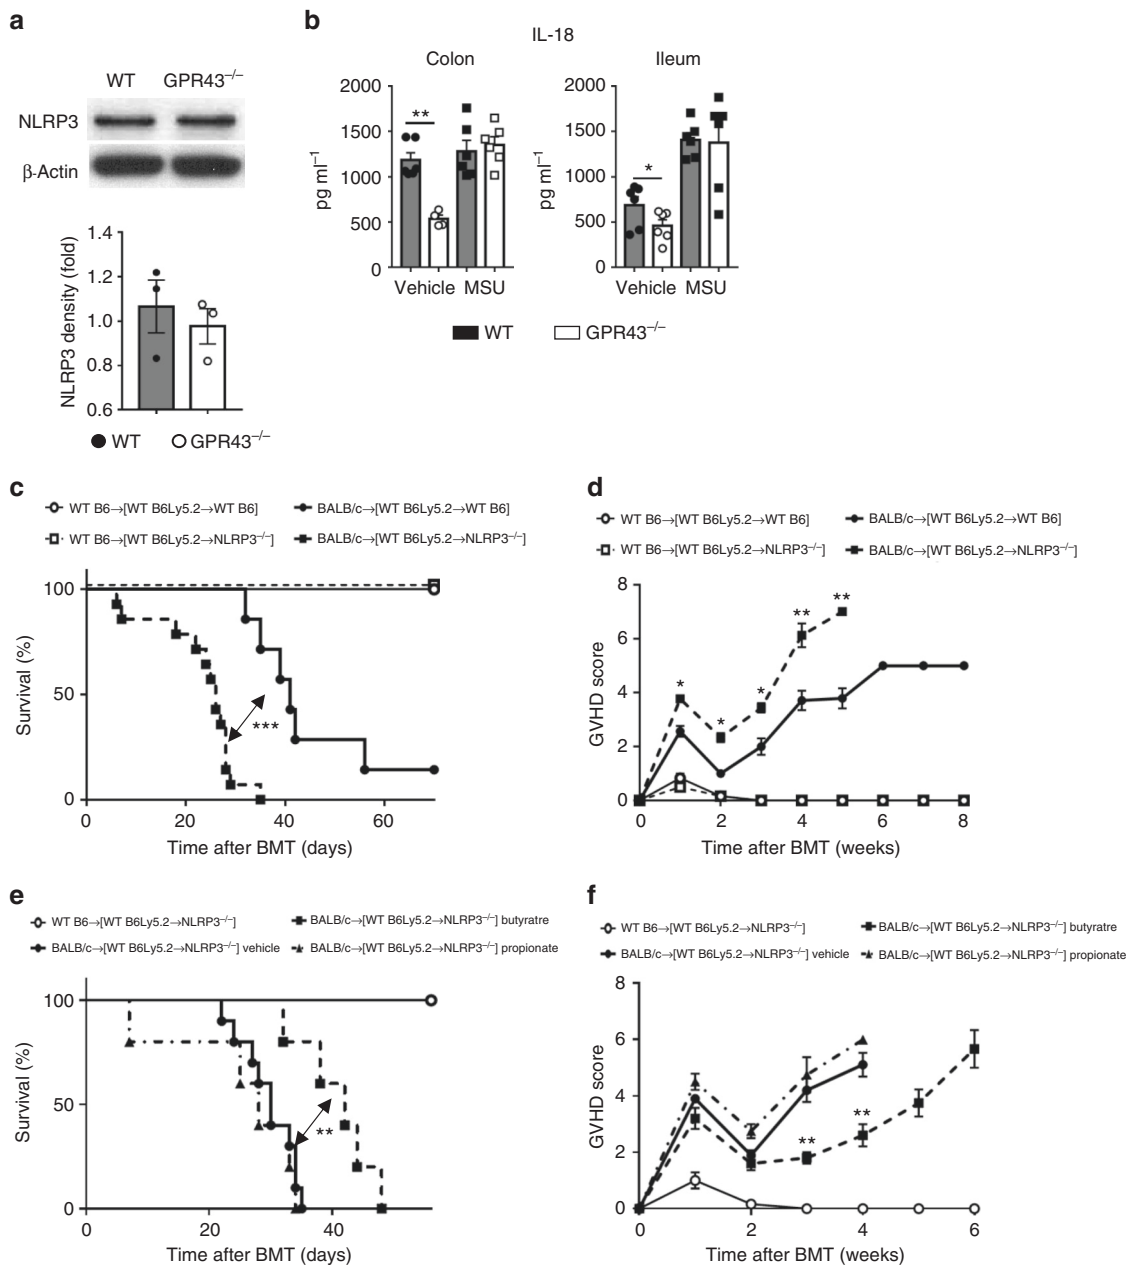 a
WT GPR43–/–
NLRP3
β-Actin
1.4
1.2
1.0
0.8
0.6
NLRP3 density (fold)
WT GPR43–/–
b
IL-18
Colon Ileum
2000
1500
1000
500
0
pg ml–1
**
Vehicle MSU
2000
1500
1000
500
0
pg ml–1
*
Vehicle MSU
WT GPR43–/–
c
WT B6→[WT B6Ly5.2→WT B6] BALB/c→[WT B6Ly5.2→WT B6]
WT B6→[WT B6Ly5.2→NLRP3–/–] BALB/c→[WT B6Ly5.2→NLRP3–/–]
100
50
0
Survival (%)
***
0 20 40 60
Time after BMT (days)
d
WT B6→[WT B6Ly5.2→WT B6] BALB/c→[WT B6Ly5.2→WT B6]
WT B6→[WT B6Ly5.2→NLRP3–/–] BALB/c→[WT B6Ly5.2→NLRP3–/–]
8
6
4
2
0
GVHD score
* * * ** **
0 2 4 6 8
Time after BMT (weeks)
e
WT B6→[WT B6Ly5.2→NLRP3–/–] BALB/c→[WT B6Ly5.2→NLRP3–/–] butyratre
BALB/c→[WT B6Ly5.2→NLRP3–/–] vehicle BALB/c→[WT B6Ly5.2→NLRP3–/–] propionate
100
50
0
Survival (%)
**
0 20 40
Time after BMT (days)
f
WT B6→[WT B6Ly5.2→NLRP3–/–] BALB/c→[WT B6Ly5.2→NLRP3–/–] butyratre
BALB/c→[WT B6Ly5.2→NLRP3–/–] vehicle BALB/c→[WT B6Ly5.2→NLRP3–/–] propionate
8
6
4
2
0
GVHD score
** **
0 2 4 6
Time after BMT (weeks)